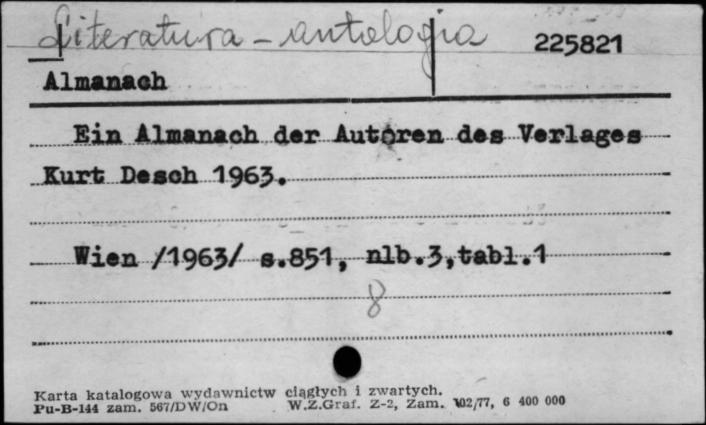 Literatura - antologia 225821
Almanach
Ein Almanach der Autoren des Verlages
Kurt Desch 1963.
Wien /1963/ s.851, nlb.3,tabl.1
8
Karta katalogowa wydawnictw ciągłych i zwartych.
Pu-B-144 zam. 567/DW/On W.Z.Graf. Z-2, Zam. 102/77, 6 400 000